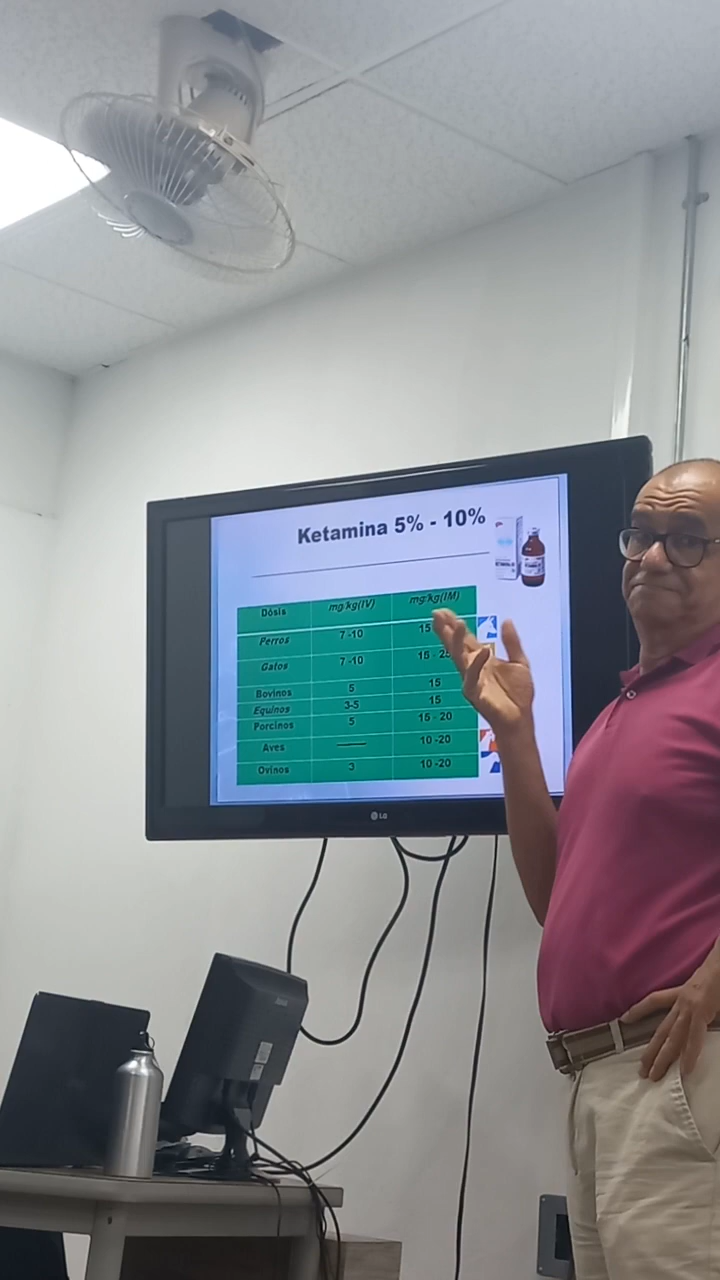 Ketamina 5% - 10%
Dósis mg/kg(IV) mg/kg(IM)
Perros 7-10 15
Gatos 7-10 15 - 25
Bovinos 5 15
Equinos 3-5 15
Porcinos 5 15 - 20
Aves 10-20
Ovinos 3 10-20
LG